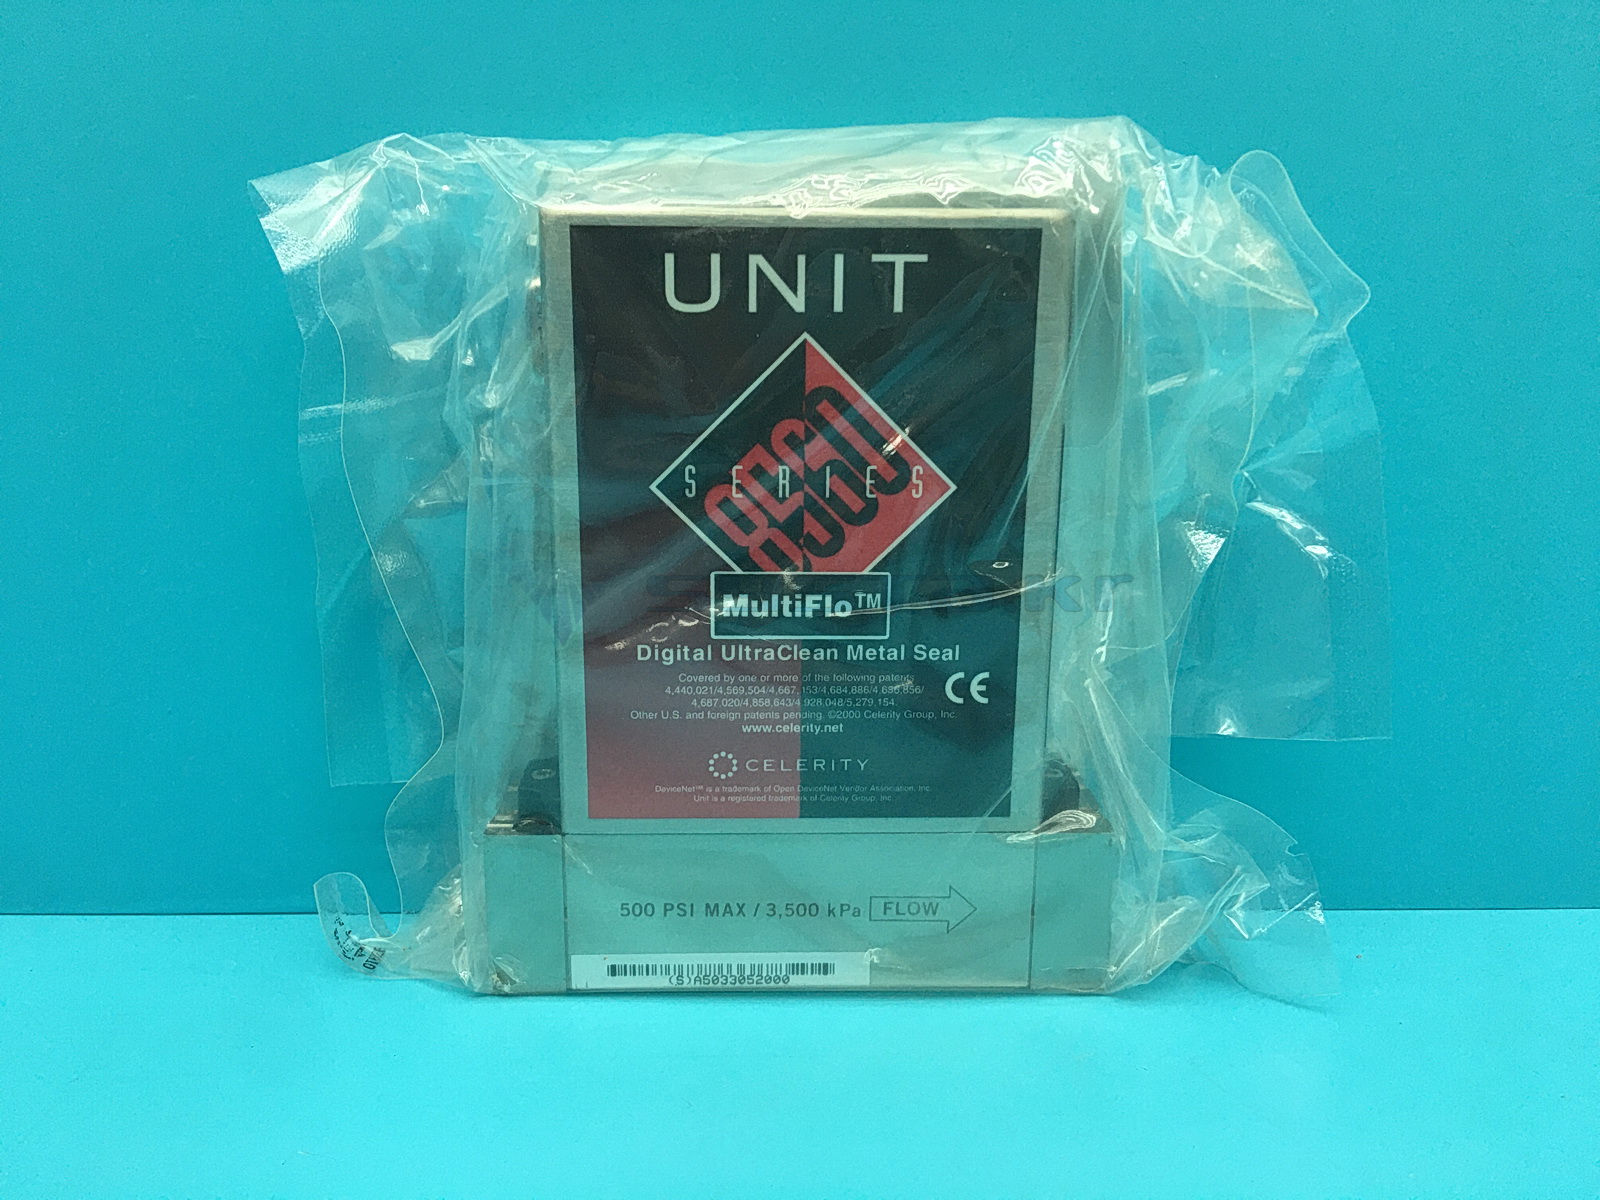 UNIT
8560
SERIES
MultiFlo™
Digital UltraClean Metal Seal
Covered by one or more of the following patents
4,440,021/4,569,504/4,667,153/4,684,886/4,686,856/
4,687,020/4,858,643/4,928,048/5,279,154.
Other U.S. and foreign patents pending. ©2000 Celerity Group, Inc.
www.celerity.net
CE
CELERITY
DeviceNet™ is a trademark of Open DeviceNet Vendor Association, Inc.
Unit is a registered trademark of Celerity Group, Inc.
500 PSI MAX / 3,500 kPa FLOW
(S)A5033052000